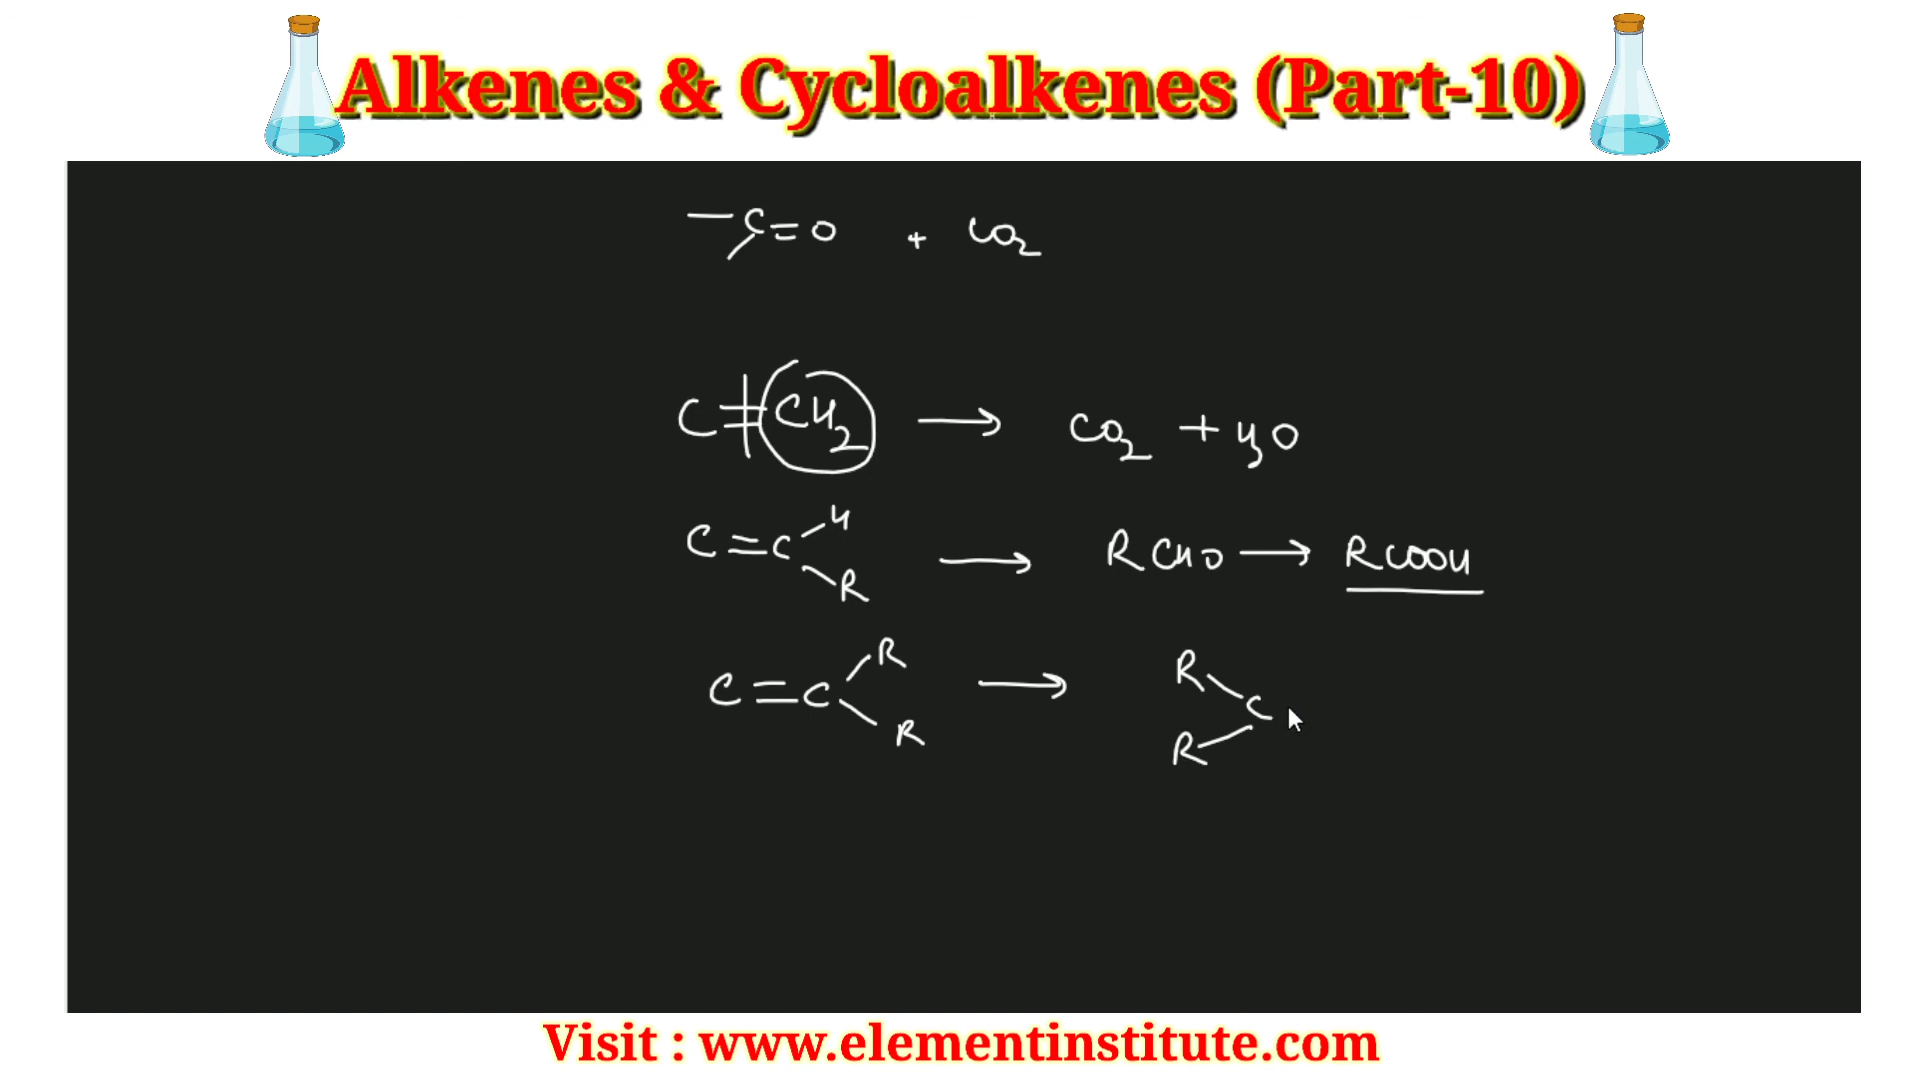 Alkenes & Cycloalkenes (Part-10)
C=O + CO2
C=CH2 → CO2 + H2O
C=C H R → RCHO → RCOOH
C=C R R → R R C
Visit : www.elementinstitute.com